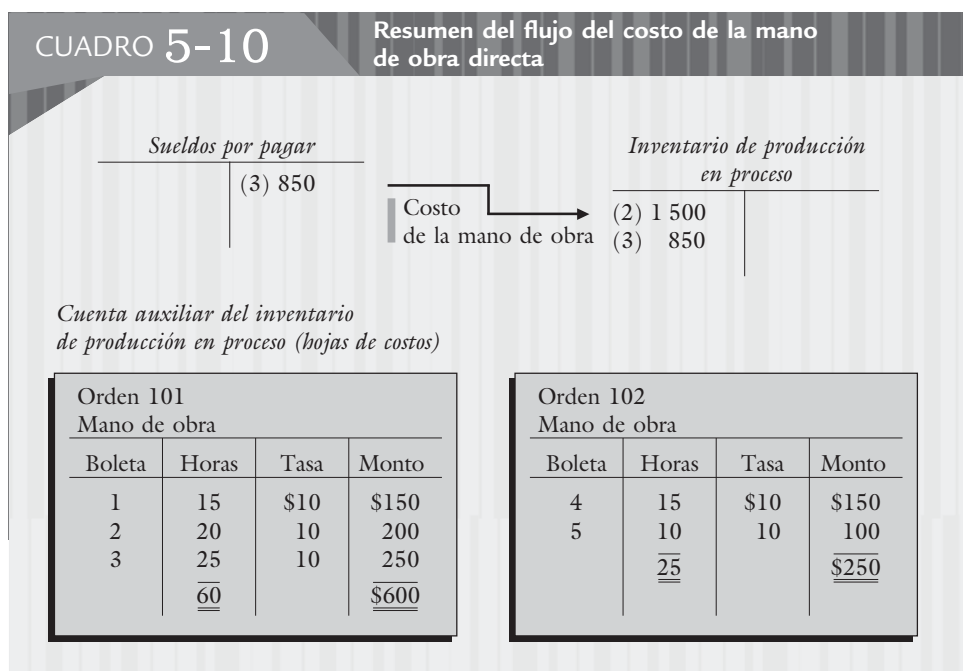 CUADRO 5-10
Resumen del flujo del costo de la mano
de obra directa
Sueldos por pagar
(3) 850
Costo
de la mano de obra
Inventario de producción
en proceso
(2) 1 500
(3) 850
Cuenta auxiliar del inventario
de producción en proceso (hojas de costos)
Orden 101
Mano de obra
Boleta Horas Tasa Monto
1 15 $10 $150
2 20 10 200
3 25 10 250
60 $600
Orden 102
Mano de obra
Boleta Horas Tasa Monto
4 15 $10 $150
5 10 10 100
25 $250